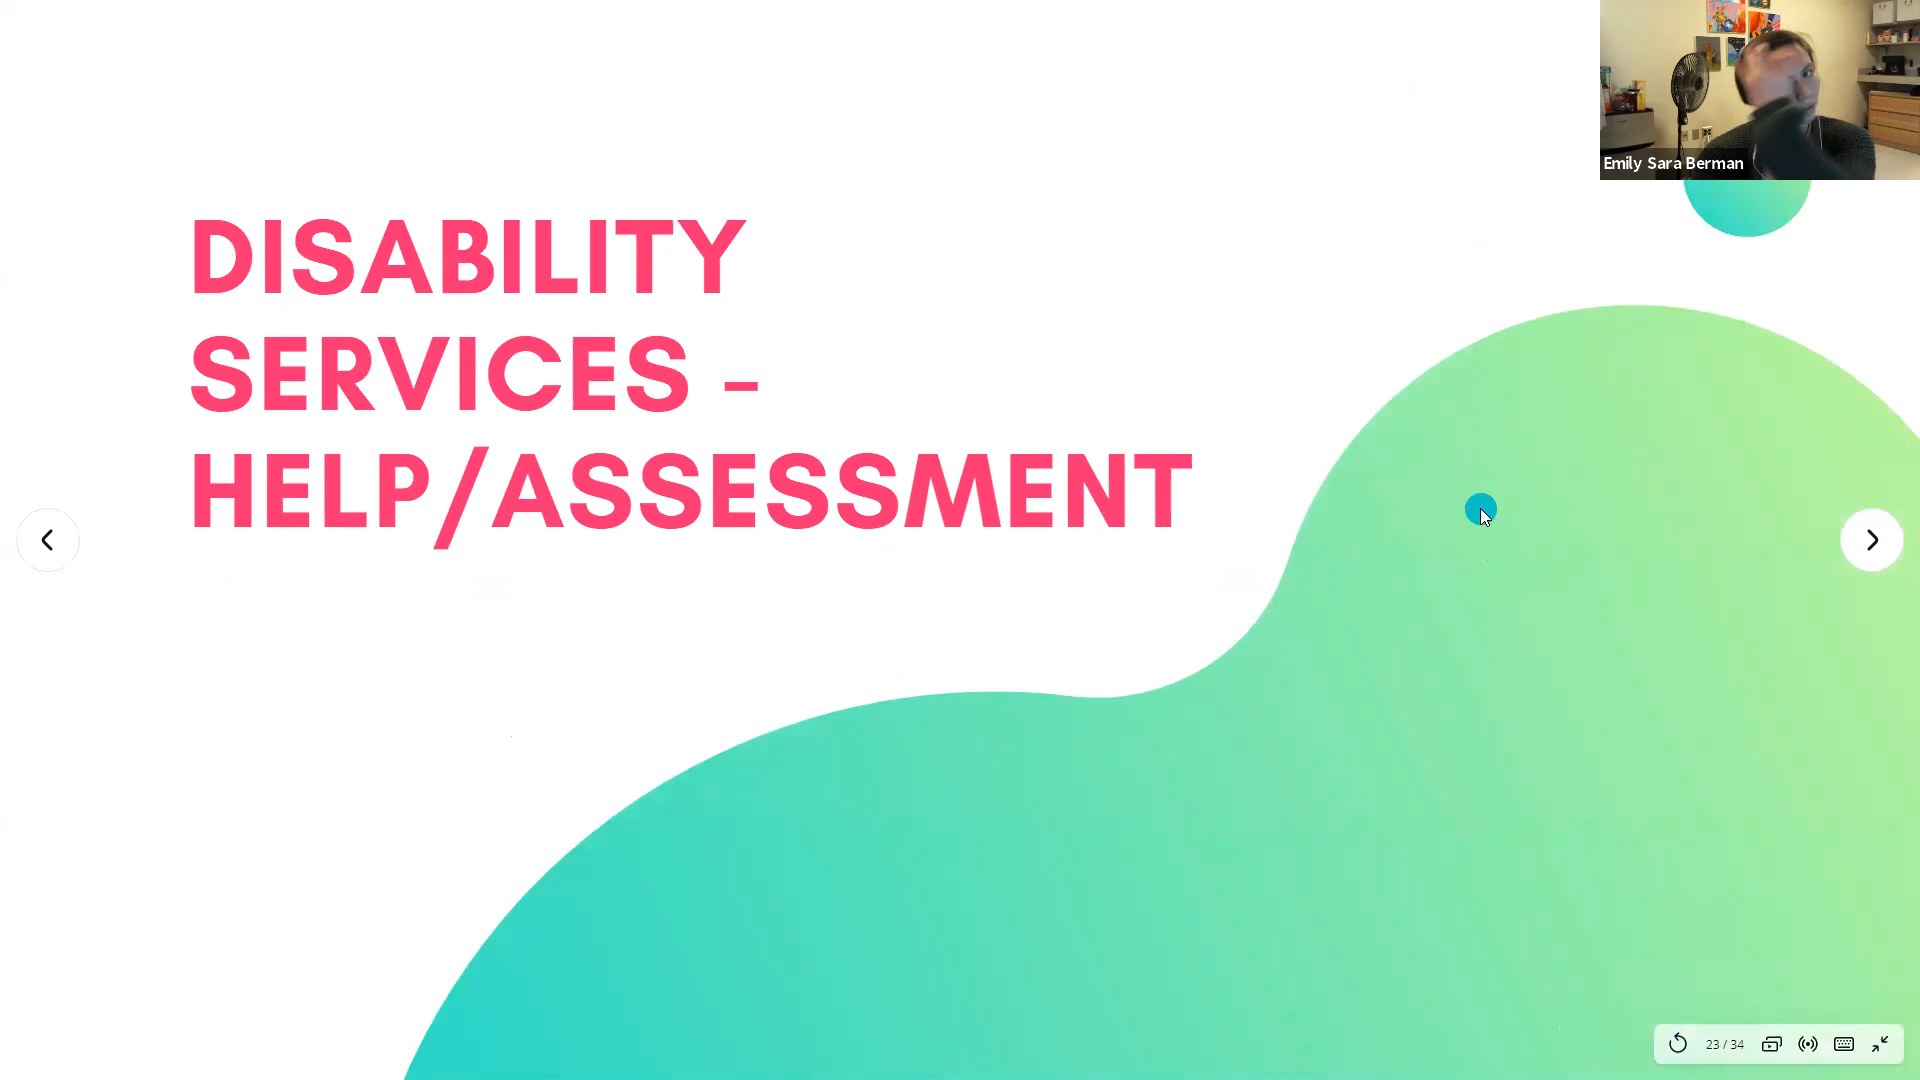 Emily Sara Berman
DISABILITY
SERVICES -
HELP/ASSESSMENT
23 / 34